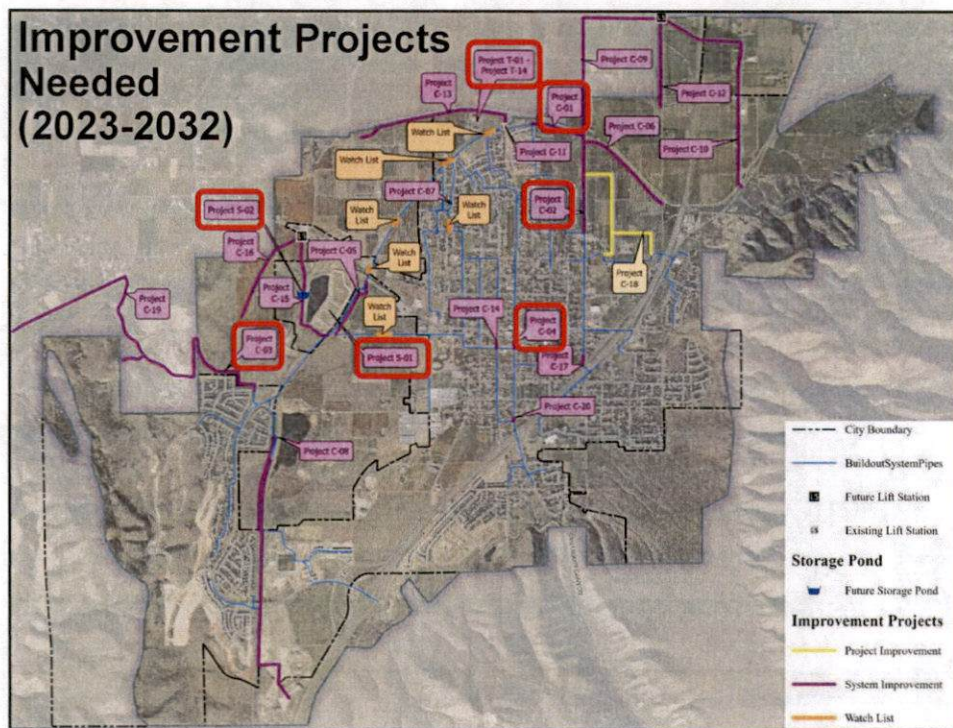 Improvement Projects
Needed
(2023-2032)
Project T-01 -
Project T-14
Project
C-13
Project
C-01
Project C-09
Project C-12
Project C-06
Project C-10
Project C-11
Watch List
Watch List
Project C-07
Project
C-02
Watch
List
Watch
List
Project S-02
Project
C-16
Project C-05
Watch
List
Project
C-18
Project
C-15
Project
C-19
Watch
List
Project C-14
Project
C-04
Project
C-03
Project S-01
Project
C-17
Project C-20
Project C-08
City Boundary
BuildoutSystemPipes
LS
Future Lift Station
LS
Existing Lift Station
Storage Pond
Future Storage Pond
Improvement Projects
Project Improvement
System Improvement
Watch List